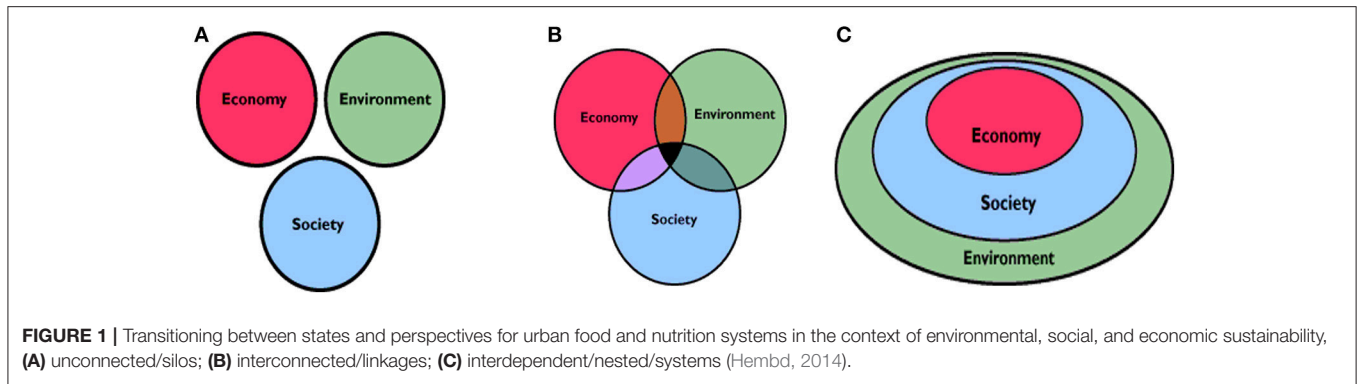 A
Economy
Environment
Society
B
Economy
Environment
Society
C
Economy
Society
Environment
FIGURE 1 | Transitioning between states and perspectives for urban food and nutrition systems in the context of environmental, social, and economic sustainability,
(A) unconnected/silos; (B) interconnected/linkages; (C) interdependent/nested/systems (Hembd, 2014).